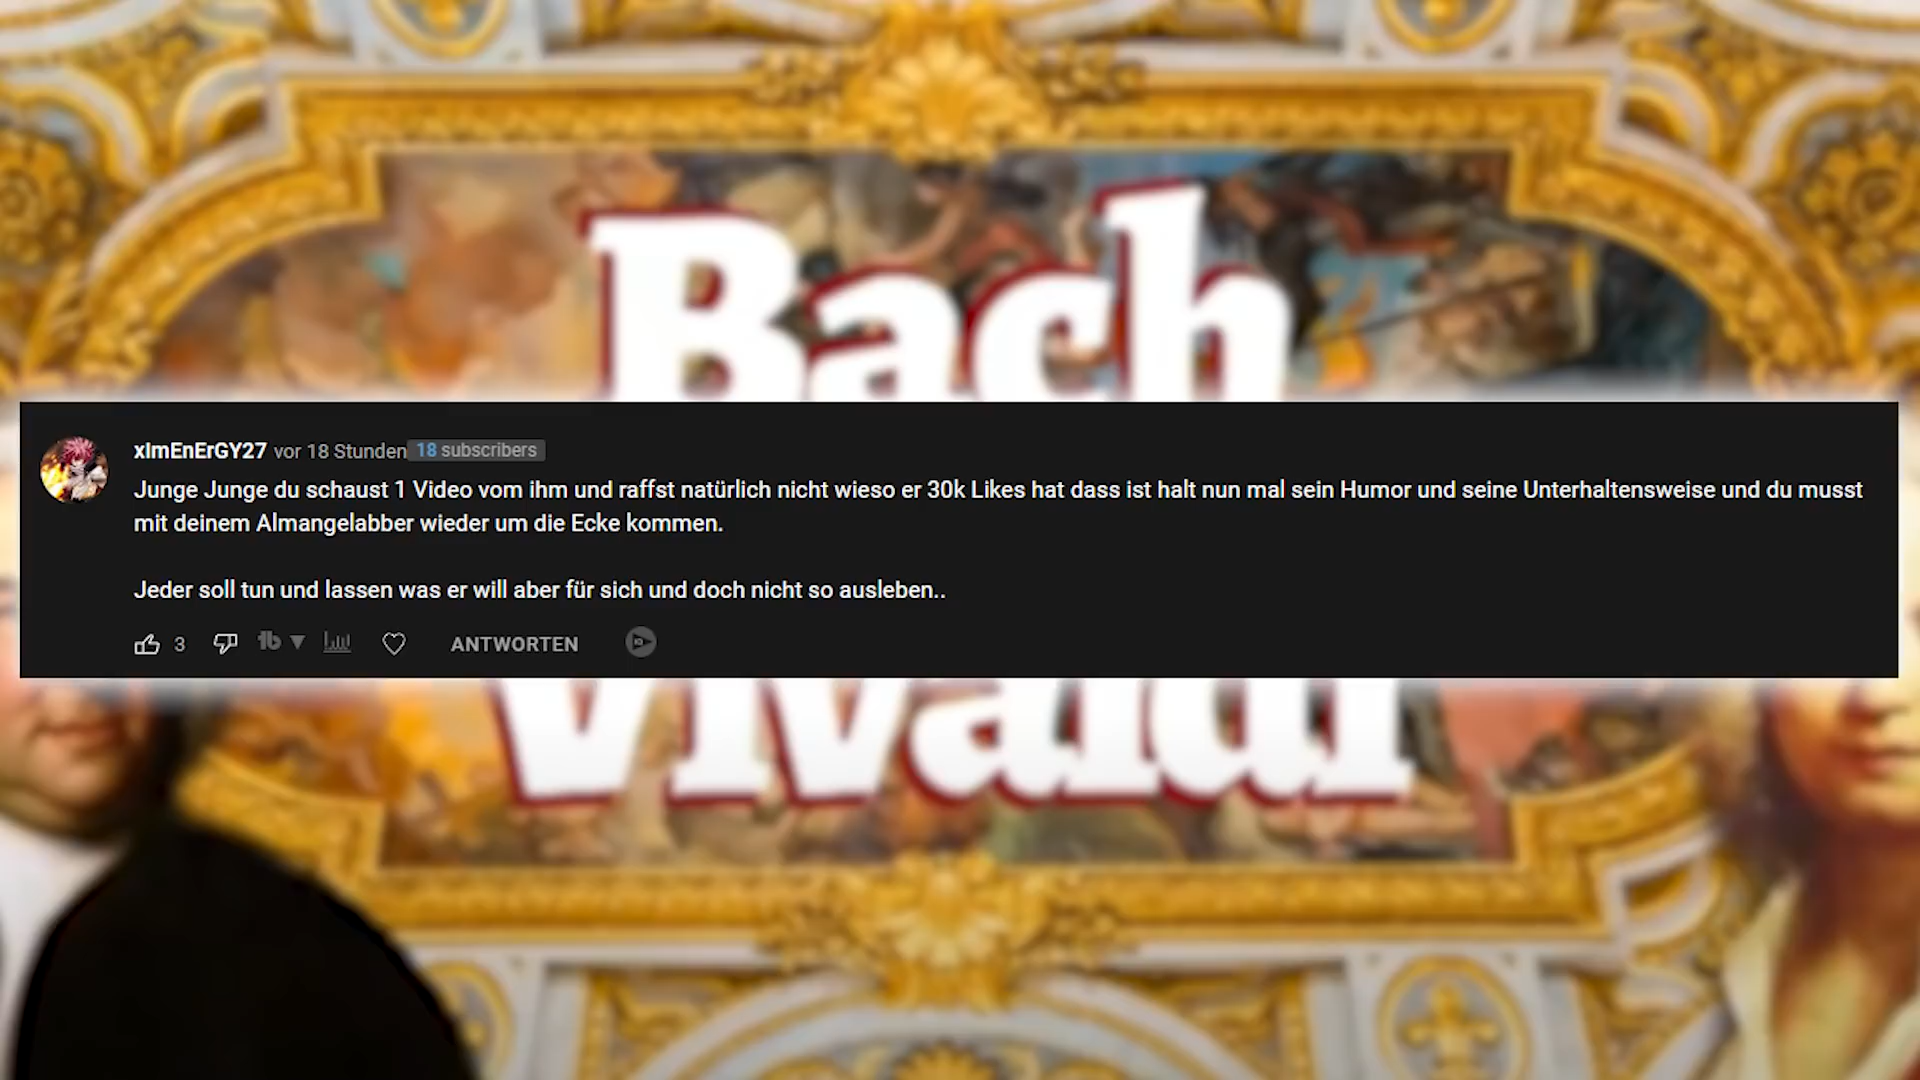 Bach
xImEnErGY27 vor 18 Stunden 18 subscribers
Junge Junge du schaust 1 Video vom ihm und raffst natürlich nicht wieso er 30k Likes hat dass ist halt nun mal sein Humor und seine Unterhaltensweise und du musst
mit deinem Almangelabber wieder um die Ecke kommen.
Jeder soll tun und lassen was er will aber für sich und doch nicht so ausleben..
3 tb ANTWORTEN
Vivaldi